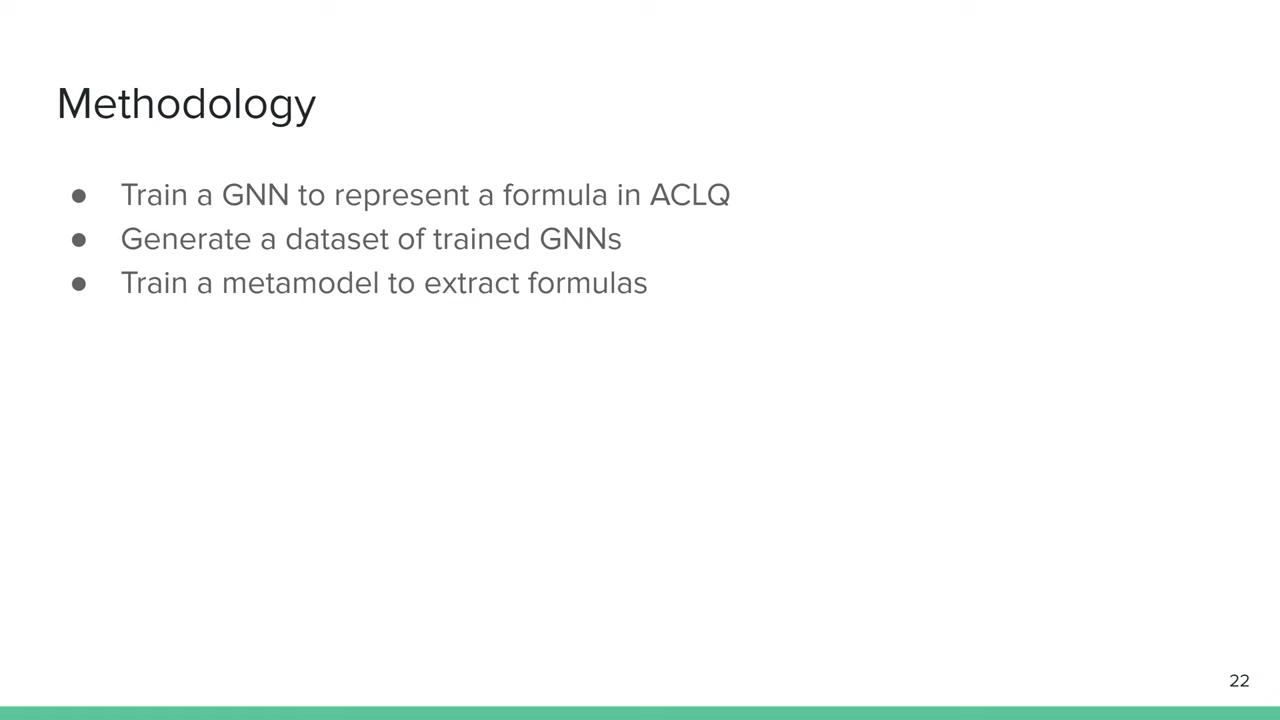 Methodology
● Train a GNN to represent a formula in ACLQ
● Generate a dataset of trained GNNs
● Train a metamodel to extract formulas
22